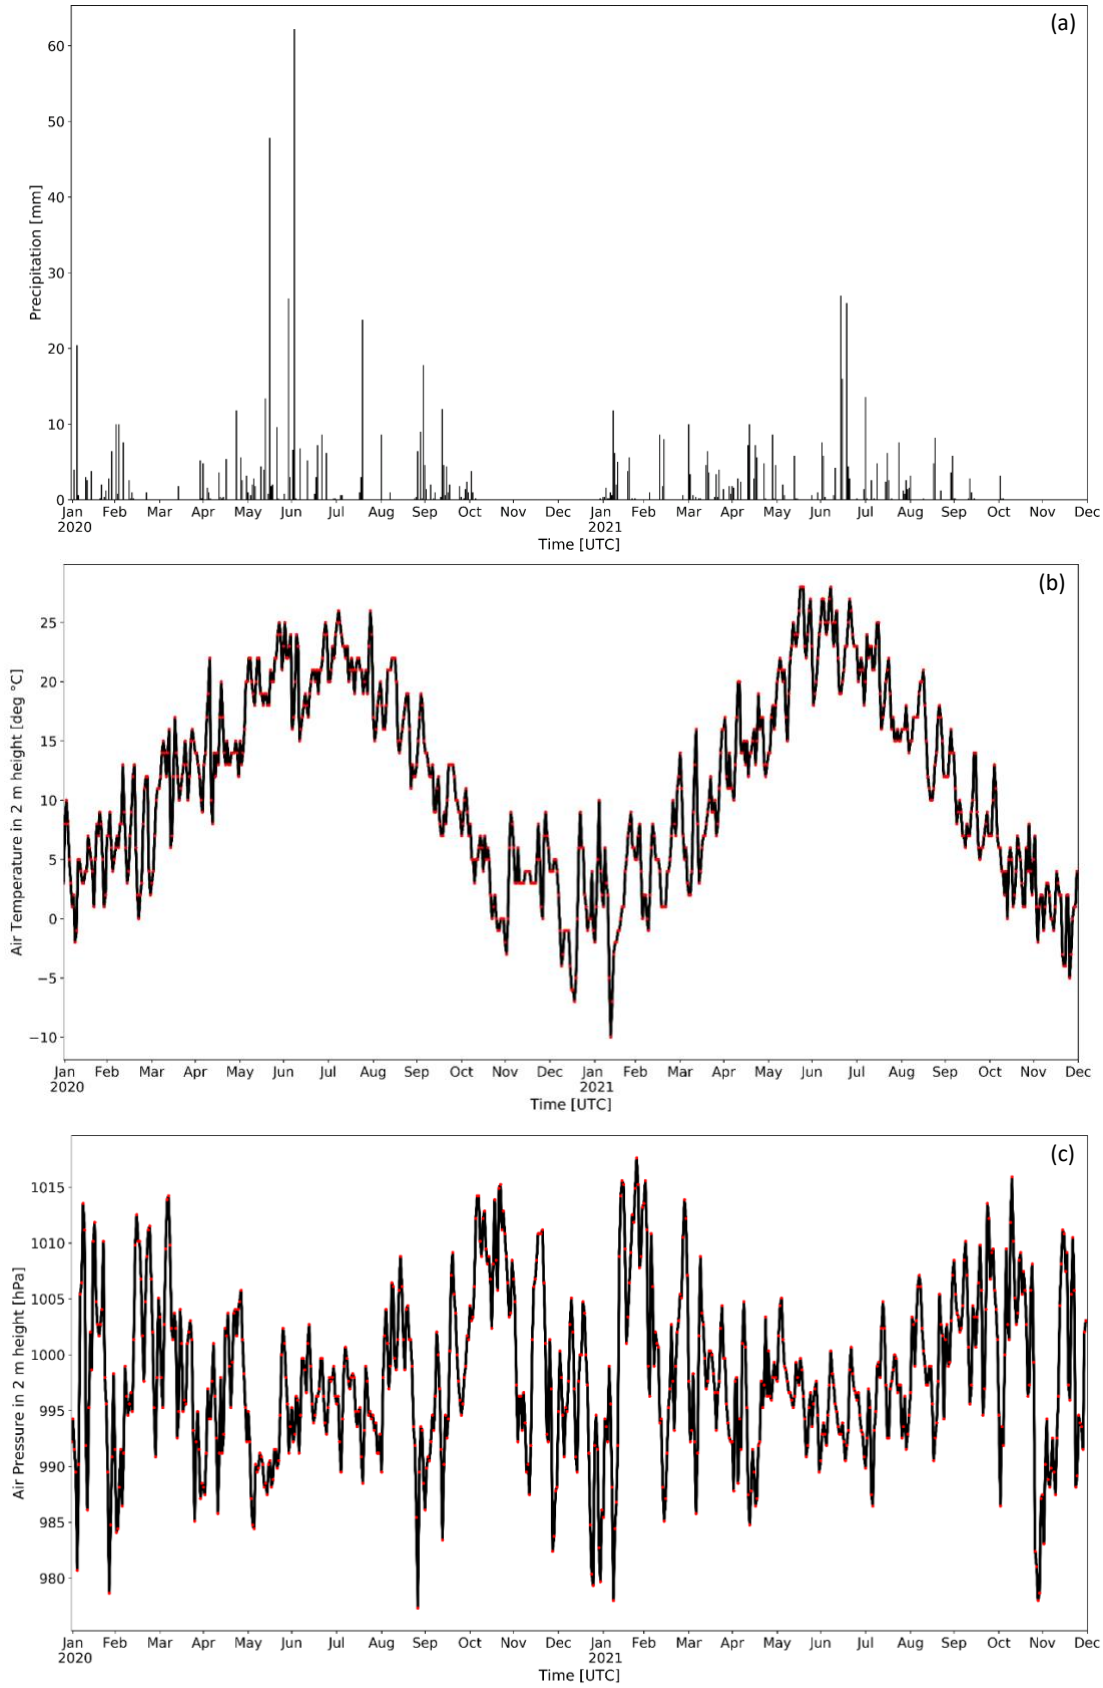 (a)
Precipitation [mm]
60
50
40
30
20
10
0
Jan Feb Mar Apr May Jun Jul Aug Sep Oct Nov Dec Jan Feb Mar Apr May Jun Jul Aug Sep Oct Nov Dec
2020 2021
Time [UTC]
(b)
Air Temperature in 2 m height [deg °C]
25
20
15
10
5
0
−5
−10
Jan Feb Mar Apr May Jun Jul Aug Sep Oct Nov Dec Jan Feb Mar Apr May Jun Jul Aug Sep Oct Nov Dec
2020 2021
Time [UTC]
(c)
Air Pressure in 2 m height [hPa]
1015
1010
1005
1000
995
990
985
980
Jan Feb Mar Apr May Jun Jul Aug Sep Oct Nov Dec Jan Feb Mar Apr May Jun Jul Aug Sep Oct Nov Dec
2020 2021
Time [UTC]